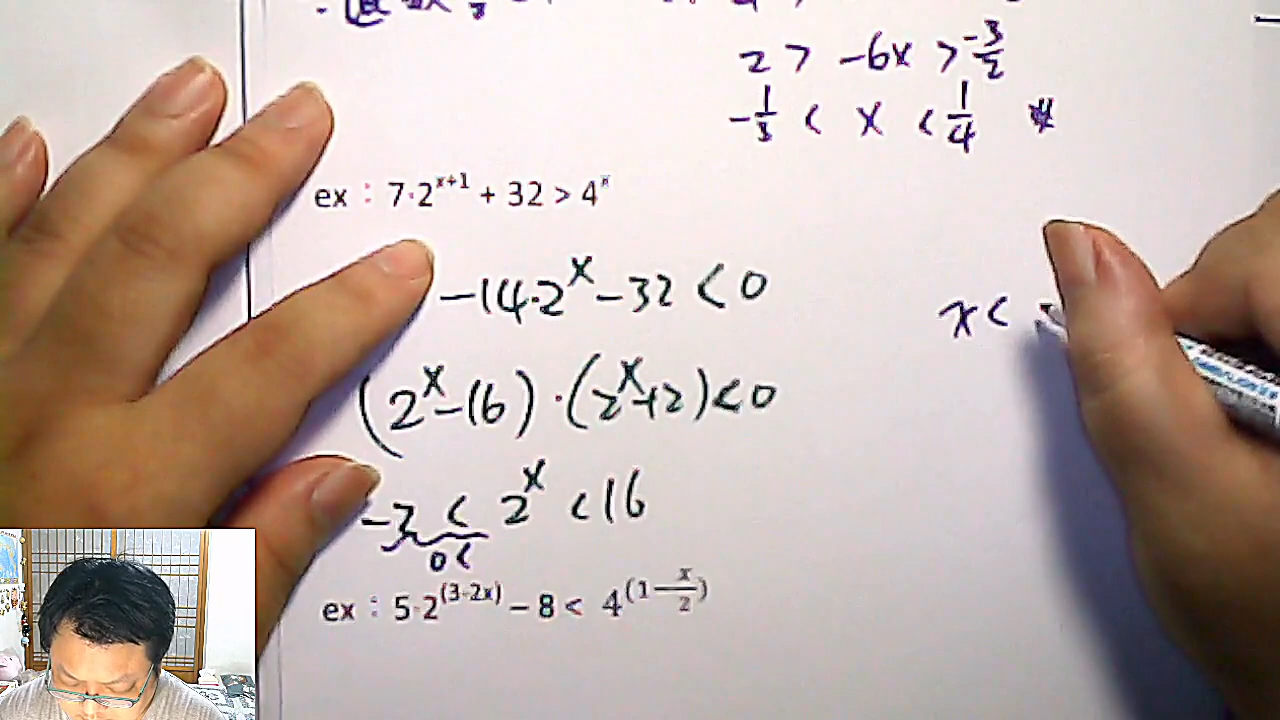 2 > -6x > -3/2
-1/3 < x < 1/4 *
ex : 7·2^{x+1} + 32 > 4^x
-14·2^x - 32 < 0
x <
(2^x - 16)·(2^x + 2) < 0
< 2^x < 16
0<
ex : 5·2^{(3-2x)} - 8 < 4^{(1-x/2)}